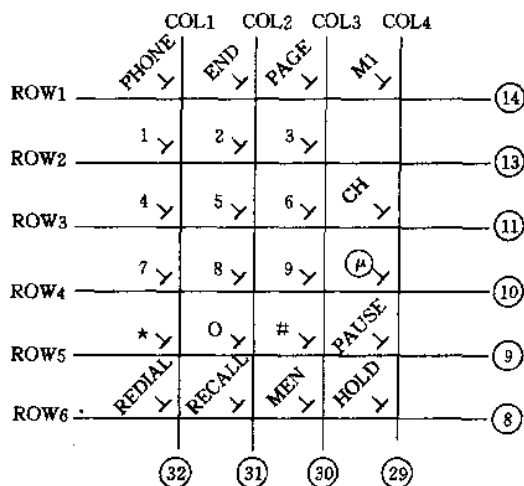 COL1 COL2 COL3 COL4
PHONE END PAGE M1
ROW1 14
1 2 3
ROW2 13
4 5 6 CH
ROW3 11
7 8 9 μ
ROW4 10
* O # PAUSE
ROW5 9
REDIAL RECALL MEN HOLD
ROW6 8
32 31 30 29